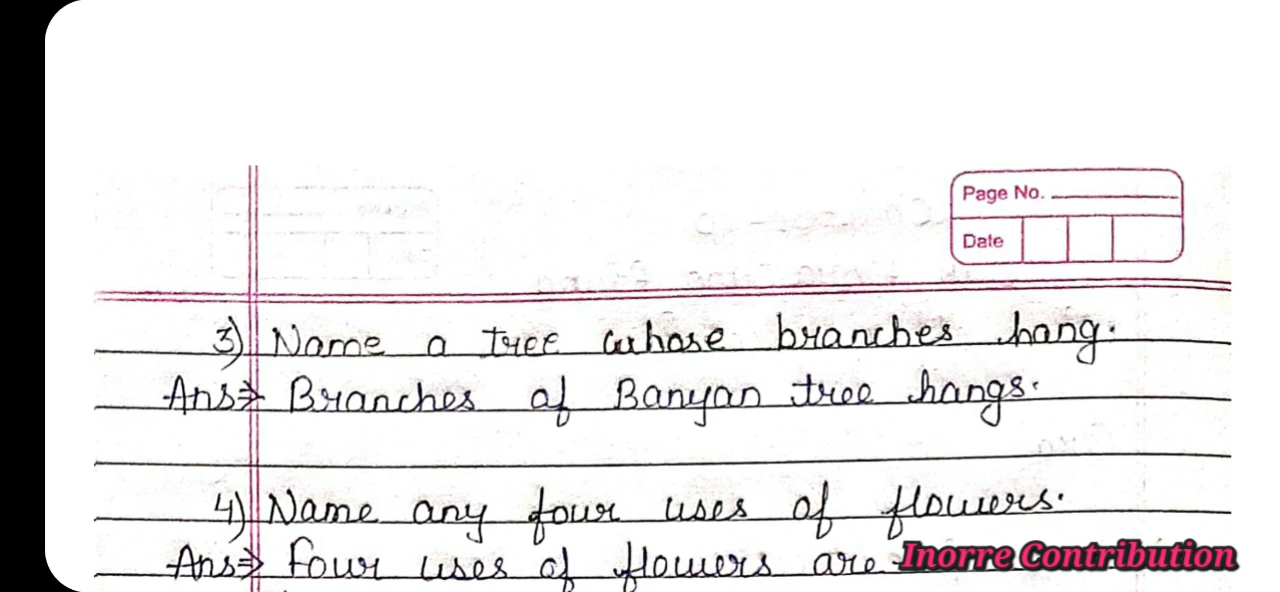 Page No.
Date
3) Name a tree whose branches hang.
Ans⇒ Branches of Banyan tree hangs.
4) Name any four uses of flowers.
Ans⇒ Four uses of flowers are-
Inorre Contribution